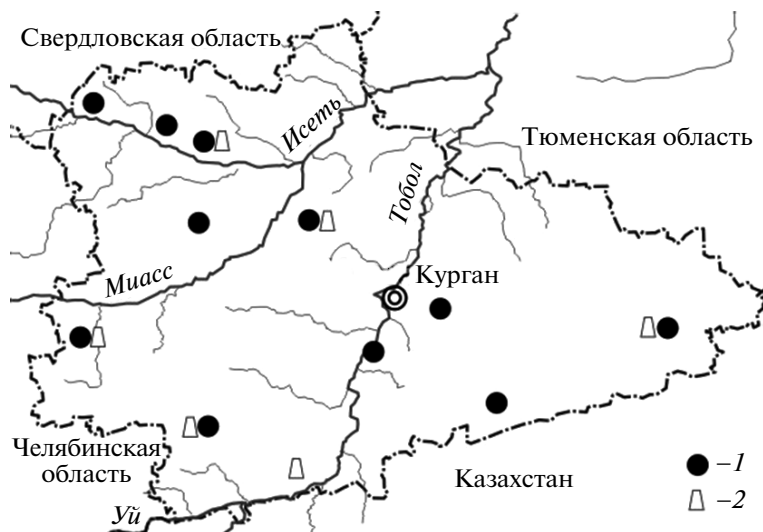 Свердловская область
Исеть
Тюменская область
Тобол
Миасс
Курган
Челябинская
область
Казахстан
Уй
–1
–2